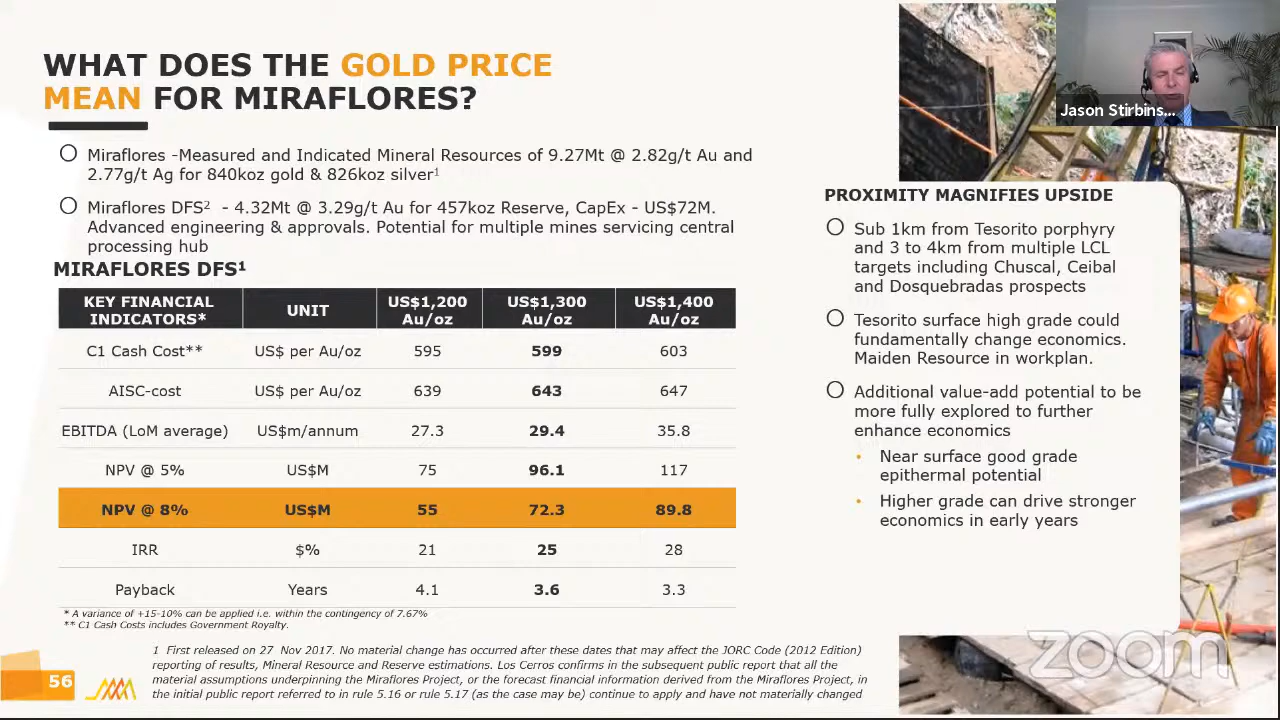 WHAT DOES THE GOLD PRICE
MEAN FOR MIRAFLORES?
Miraflores -Measured and Indicated Mineral Resources of 9.27Mt @ 2.82g/t Au and
2.77g/t Ag for 840koz gold & 826koz silver¹
Miraflores DFS² - 4.32Mt @ 3.29g/t Au for 457koz Reserve, CapEx - US$72M.
Advanced engineering & approvals. Potential for multiple mines servicing central
processing hub
MIRAFLORES DFS¹
KEY FINANCIAL INDICATORS* UNIT US$1,200 Au/oz US$1,300 Au/oz US$1,400 Au/oz
C1 Cash Cost** US$ per Au/oz 595 599 603
AISC-cost US$ per Au/oz 639 643 647
EBITDA (LoM average) US$m/annum 27.3 29.4 35.8
NPV @ 5% US$M 75 96.1 117
NPV @ 8% US$M 55 72.3 89.8
IRR $% 21 25 28
Payback Years 4.1 3.6 3.3
* A variance of +15-10% can be applied i.e. within the contingency of 7.67%
** C1 Cash Costs includes Government Royalty.
1 First released on 27 Nov 2017. No material change has occurred after these dates that may affect the JORC Code (2012 Edition)
reporting of results, Mineral Resource and Reserve estimations. Los Cerros confirms in the subsequent public report that all the
material assumptions underpinning the Miraflores Project, or the forecast financial information derived from the Miraflores Project, in
the initial public report referred to in rule 5.16 or rule 5.17 (as the case may be) continue to apply and have not materially changed
56
Jason Stirbins...
PROXIMITY MAGNIFIES UPSIDE
Sub 1km from Tesorito porphyry
and 3 to 4km from multiple LCL
targets including Chuscal, Ceibal
and Dosquebradas prospects
Tesorito surface high grade could
fundamentally change economics.
Maiden Resource in workplan.
Additional value-add potential to be
more fully explored to further
enhance economics
Near surface good grade
epithermal potential
Higher grade can drive stronger
economics in early years
zoom